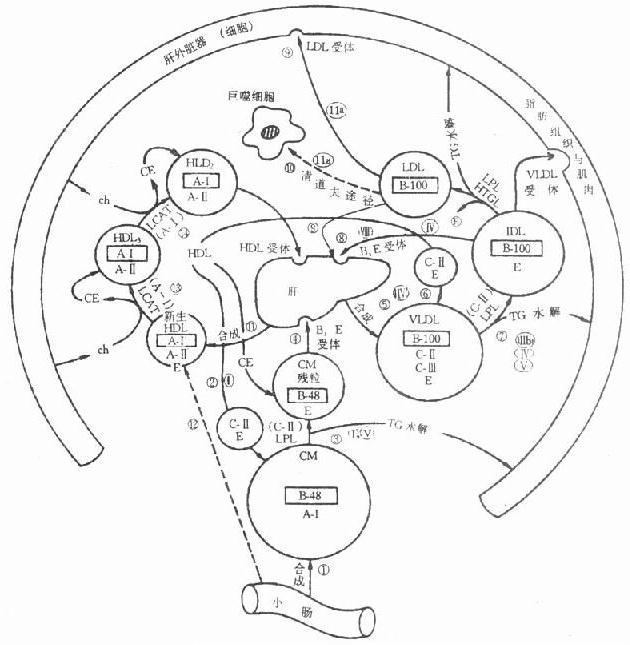 肝外脏器 (细胞)
⑨
LDL 受体
脂肪组织与肌肉
巨噬细胞
11a
11a
⑩
清道夫途径
CE
HLD₂
A-Ⅰ
A-Ⅱ
ch
LCAT
(A-Ⅰ)
HDL₃
A-Ⅰ
A-Ⅱ
CE
LCAT
(A-Ⅰ)
ch
新生
HDL
A-Ⅰ
A-Ⅱ
E
HDL
HDL 受体
⑧
Ⅷb
B, E 受体
LDL
B-100
TG 水解
LPL
HTGL
E
VLDL
受体
IDL
B-100
E
Ⅳ
C-Ⅱ
E
⑥
⑤
Ⅳ
合成
VLDL
B-100
C-Ⅱ
C-Ⅲ
E
(C-Ⅱ)
LPL
TG 水解
⑦
Ⅷb
Ⅳ
Ⅴ
肝
合成
⑪
④
B, E
受体
CE
②
CM
残粒
B-48
E
C-Ⅱ
E
(C-Ⅱ)
LPL
③
TG 水解
⑫
CM
B-48
A-Ⅰ
合成
①
小肠